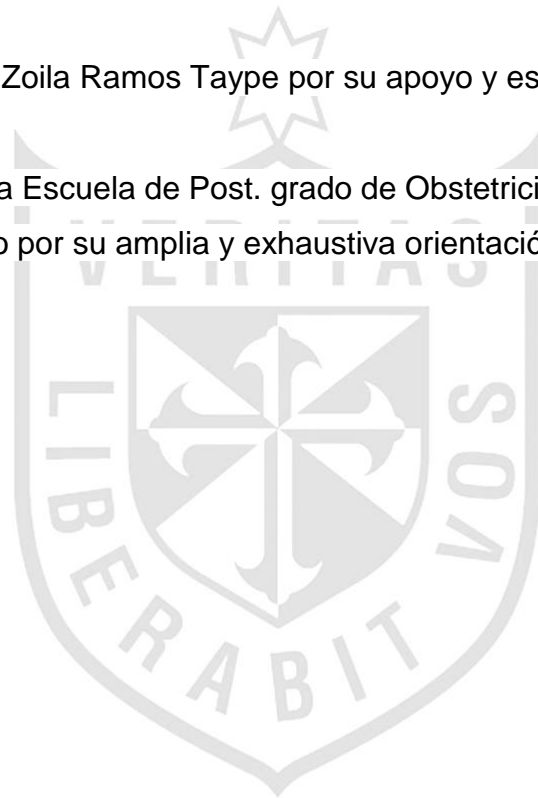 Zoila Ramos Taype por su apoyo y es
a Escuela de Post. grado de Obstetrici
o por su amplia y exhaustiva orientació
VERITAS
LIBERABIT VOS